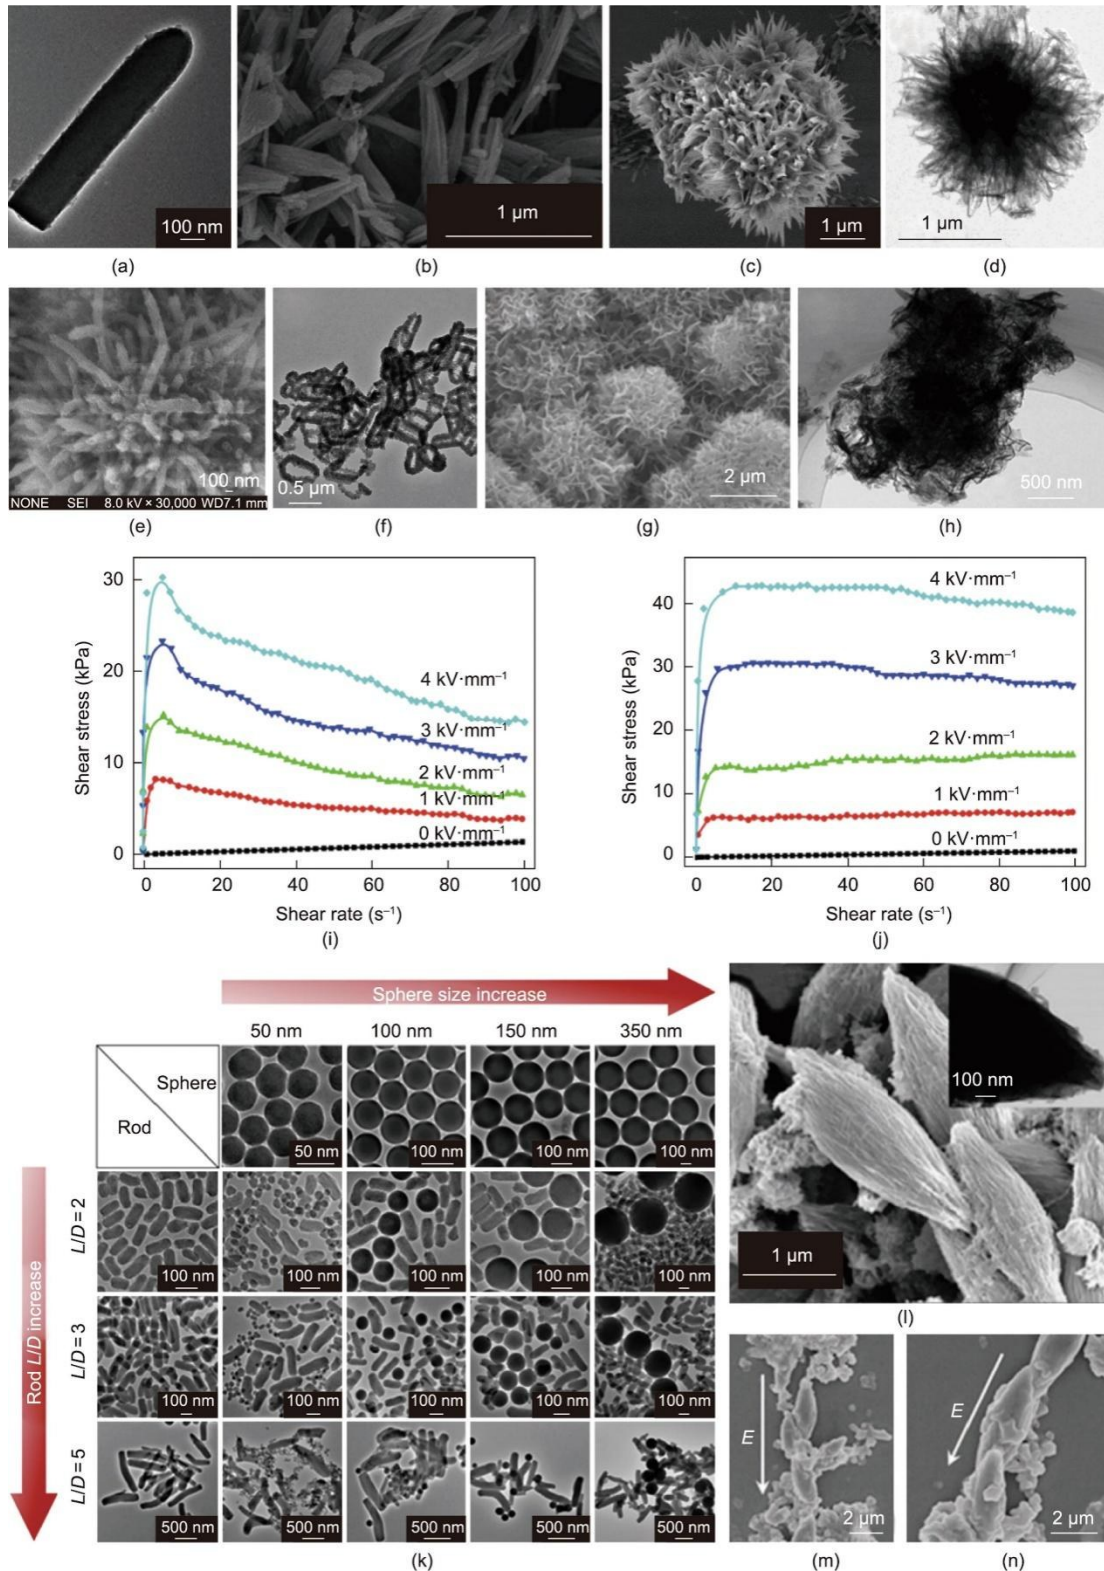 100 nm
1 μm
1 μm
1 μm
(a)
(b)
(c)
(d)
100 nm
NONE SEI 8.0 kV × 30,000 WD7.1 mm
0.5 μm
2 μm
500 nm
(e)
(f)
(g)
(h)
Shear stress (kPa)
30
20
10
0
4 kV·mm⁻¹
3 kV·mm⁻¹
2 kV·mm⁻¹
1 kV·mm⁻¹
0 kV·mm⁻¹
0 20 40 60 80 100
Shear rate (s⁻¹)
(i)
Shear stress (kPa)
40
30
20
10
0
4 kV·mm⁻¹
3 kV·mm⁻¹
2 kV·mm⁻¹
1 kV·mm⁻¹
0 kV·mm⁻¹
0 20 40 60 80 100
Shear rate (s⁻¹)
(j)
Sphere size increase
50 nm 100 nm 150 nm 350 nm
Sphere
Rod
50 nm 100 nm 100 nm 100 nm
Rod L/D increase
L/D = 2
100 nm 100 nm 100 nm 100 nm 100 nm
L/D = 3
100 nm 100 nm 100 nm 100 nm 100 nm
L/D = 5
500 nm 500 nm 500 nm 500 nm 500 nm
(k)
100 nm
1 μm
(l)
E
2 μm
(m)
E
2 μm
(n)